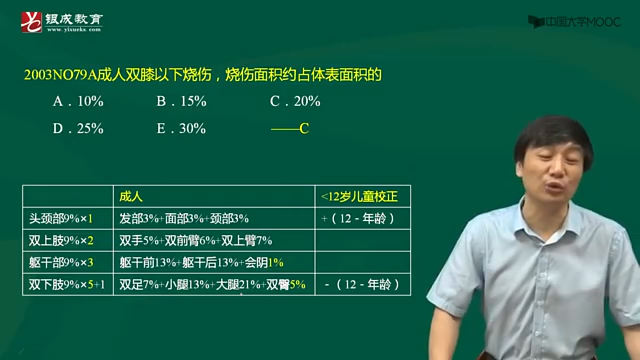 银成教育
www.yixueks.com
中国大学MOOC
2003NO79A成人双膝以下烧伤，烧伤面积约占体表面积的
A．10% B．15% C．20%
D．25% E．30% ——C
成人 <12岁儿童校正
头颈部9%×1 发部3%+面部3%+颈部3% +（12－年龄）
双上肢9%×2 双手5%+双前臂6%+双上臂7%
躯干部9%×3 躯干前13%+躯干后13%+会阴1%
双下肢9%×5+1 双足7%+小腿13%+大腿21%+双臀5% －（12－年龄）